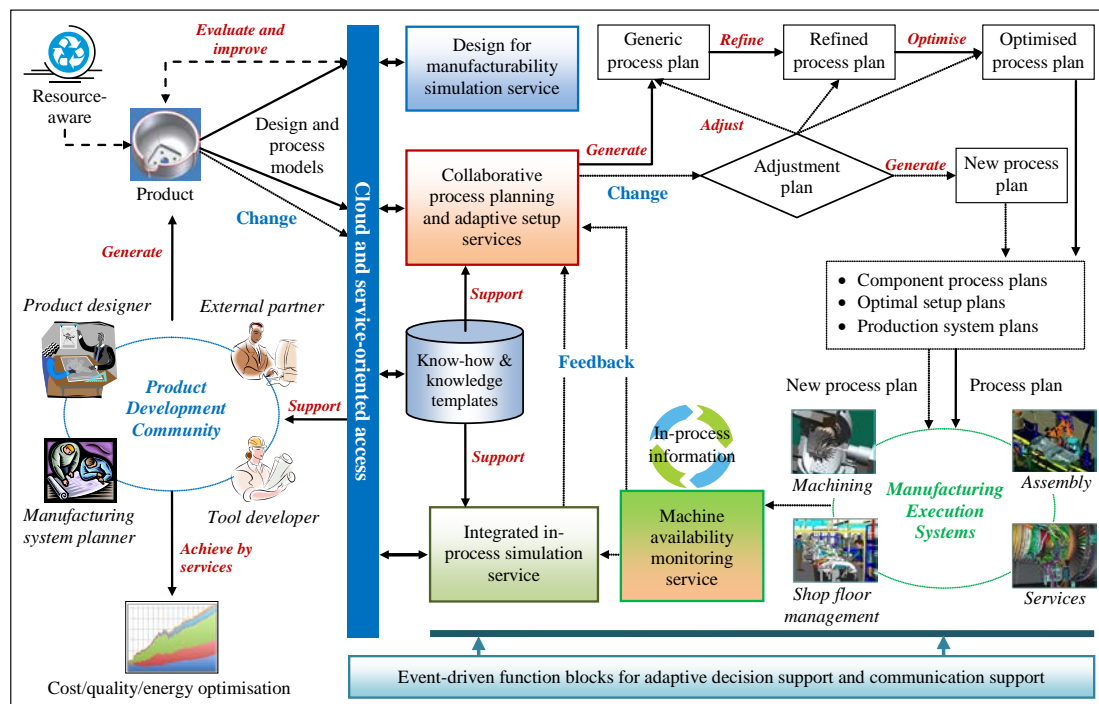 Evaluate and
improve
Resource-
aware
Product
Design and
process
models
Change
Generate
Product designer
External partner
Product
Development
Community
Manufacturing
system planner
Tool developer
Support
Achieve by
services
Cost/quality/energy optimisation
Cloud and service-oriented access
Design for
manufacturability
simulation service
Collaborative
process planning
and adaptive setup
services
Support
Know-how &
knowledge
templates
Support
Integrated in-
process simulation
service
Feedback
In-process
information
Machine
availability
monitoring
service
Generate
Change
Generic
process plan
Refine
Refined
process plan
Optimise
Optimised
process plan
Adjust
Adjustment
plan
Generate
New process
plan
• Component process plans
• Optimal setup plans
• Production system plans
New process plan
Process plan
Machining
Assembly
Manufacturing
Execution
Systems
Shop floor
management
Services
Event-driven function blocks for adaptive decision support and communication support